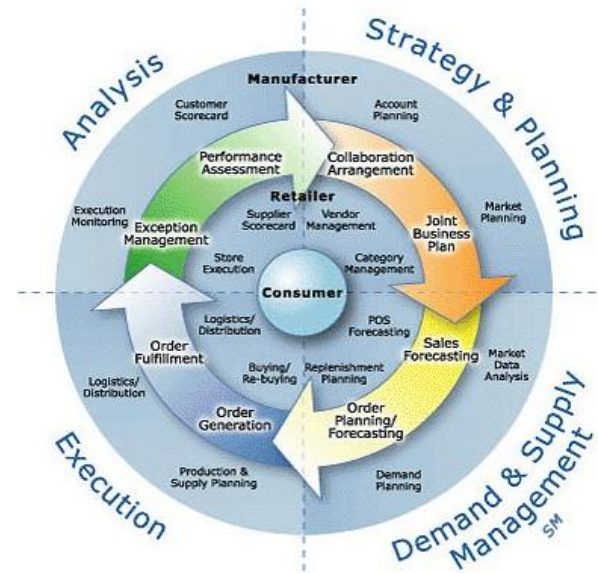 Analysis
Strategy & Planning
Manufacturer
Customer
Scorecard
Account
Planning
Performance
Assessment
Collaboration
Arrangement
Retailer
Execution
Monitoring
Exception
Management
Supplier
Scorecard
Vendor
Management
Joint
Business
Plan
Market
Planning
Store
Execution
Category
Management
Consumer
Logistics/
Distribution
POS
Forecasting
Order
Fulfillment
Sales
Forecasting
Market
Data
Analysis
Logistics/
Distribution
Buying/
Re-buying
Replenishment
Planning
Order
Generation
Order
Planning/
Forecasting
Production &
Supply Planning
Demand
Planning
Execution
Demand & Supply
Management
SM